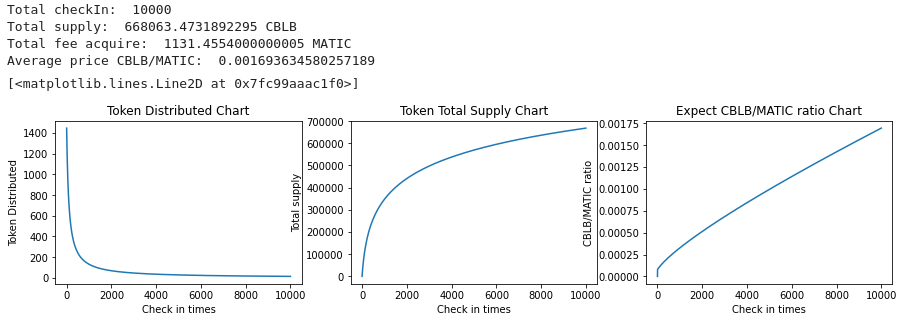 Total checkIn:  10000
Total supply:  668063.4731892295 CBLB
Total fee acquire:  1131.4554000000005 MATIC
Average price CBLB/MATIC:  0.001693634580257189
[<matplotlib.lines.Line2D at 0x7fc99aaac1f0>]
Token Distributed Chart
Token Distributed
1400
1200
1000
800
600
400
200
0
0 2000 4000 6000 8000 10000
Check in times
Token Total Supply Chart
Total supply
700000
600000
500000
400000
300000
200000
100000
0
0 2000 4000 6000 8000 10000
Check in times
Expect CBLB/MATIC ratio Chart
CBLB/MATIC ratio
0.00175
0.00150
0.00125
0.00100
0.00075
0.00050
0.00025
0.00000
0 2000 4000 6000 8000 10000
Check in times